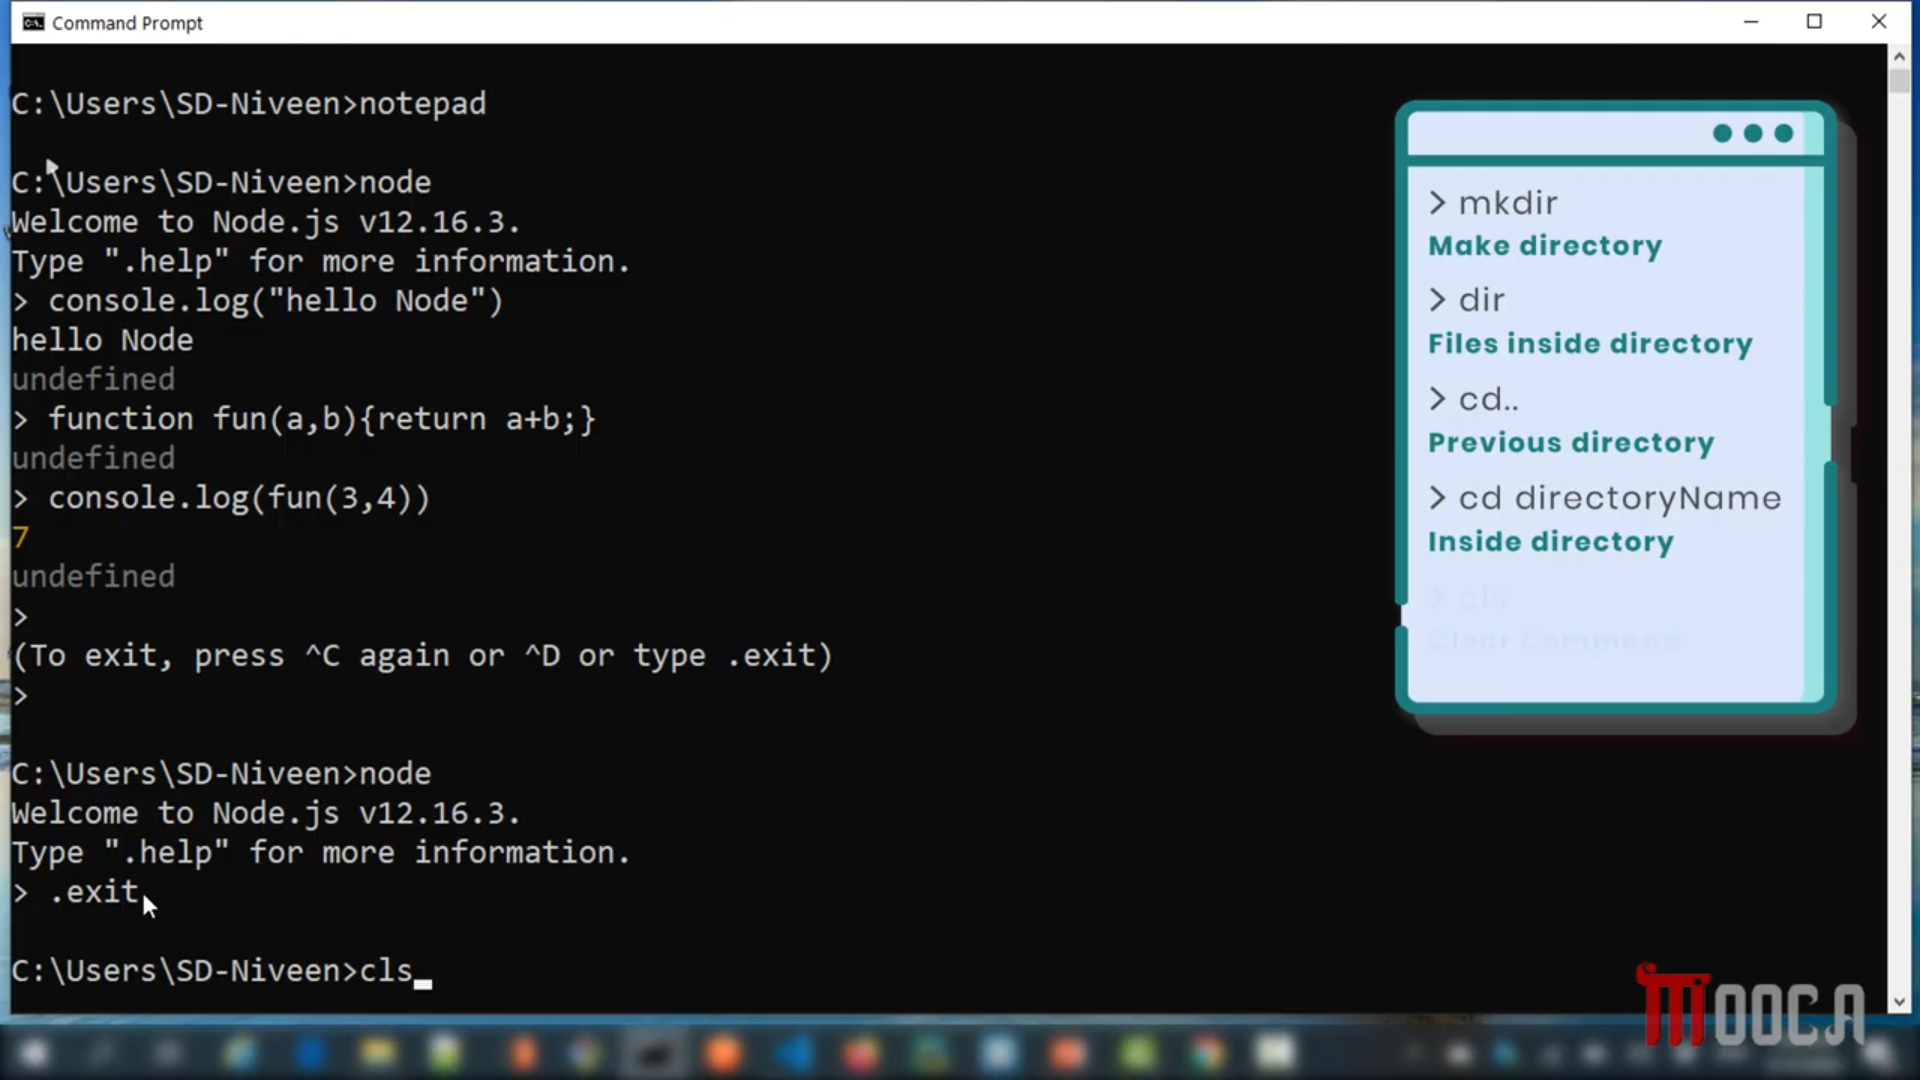 Command Prompt
C:\Users\SD-Niveen>notepad
C:\Users\SD-Niveen>node
Welcome to Node.js v12.16.3.
Type ".help" for more information.
> console.log("hello Node")
hello Node
undefined
> function fun(a,b){return a+b;}
undefined
> console.log(fun(3,4))
7
undefined
>
(To exit, press ^C again or ^D or type .exit)
>
C:\Users\SD-Niveen>node
Welcome to Node.js v12.16.3.
Type ".help" for more information.
> .exit
C:\Users\SD-Niveen>cls
> mkdir
Make directory
> dir
Files inside directory
> cd..
Previous directory
> cd directoryName
Inside directory
> cls
Clear Command
MOOCA